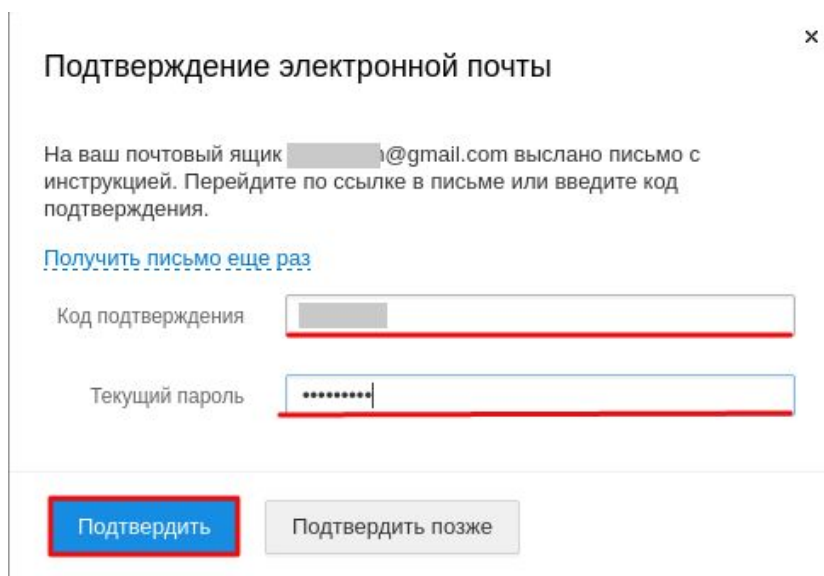 Подтверждение электронной почты
На ваш почтовый ящик @gmail.com выслано письмо с
инструкцией. Перейдите по ссылке в письме или введите код
подтверждения.
Получить письмо еще раз
Код подтверждения
Текущий пароль •••••••••
Подтвердить Подтвердить позже